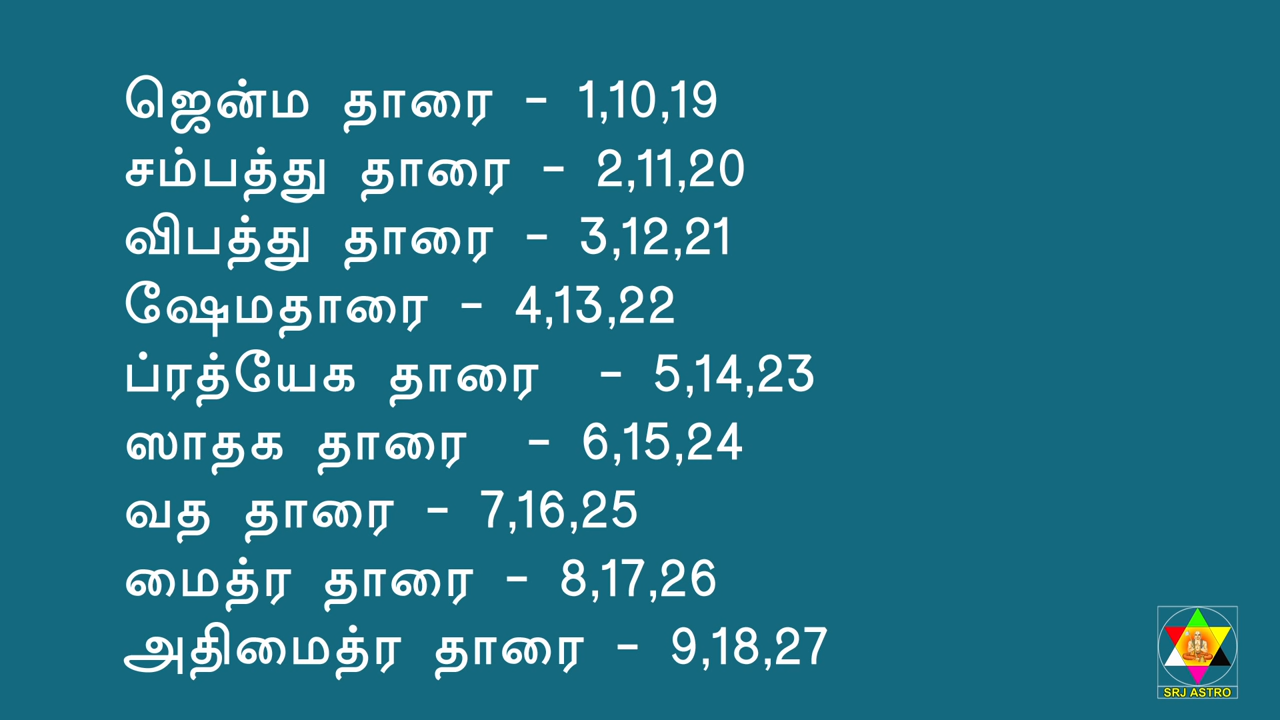 ஜென்ம தாரை - 1,10,19
சம்பத்து தாரை - 2,11,20
விபத்து தாரை - 3,12,21
ஷேமதாரை - 4,13,22
ப்ரத்யேக தாரை - 5,14,23
ஸாதக தாரை - 6,15,24
வத தாரை - 7,16,25
மைத்ர தாரை - 8,17,26
அதிமைத்ர தாரை - 9,18,27
SRJ ASTRO